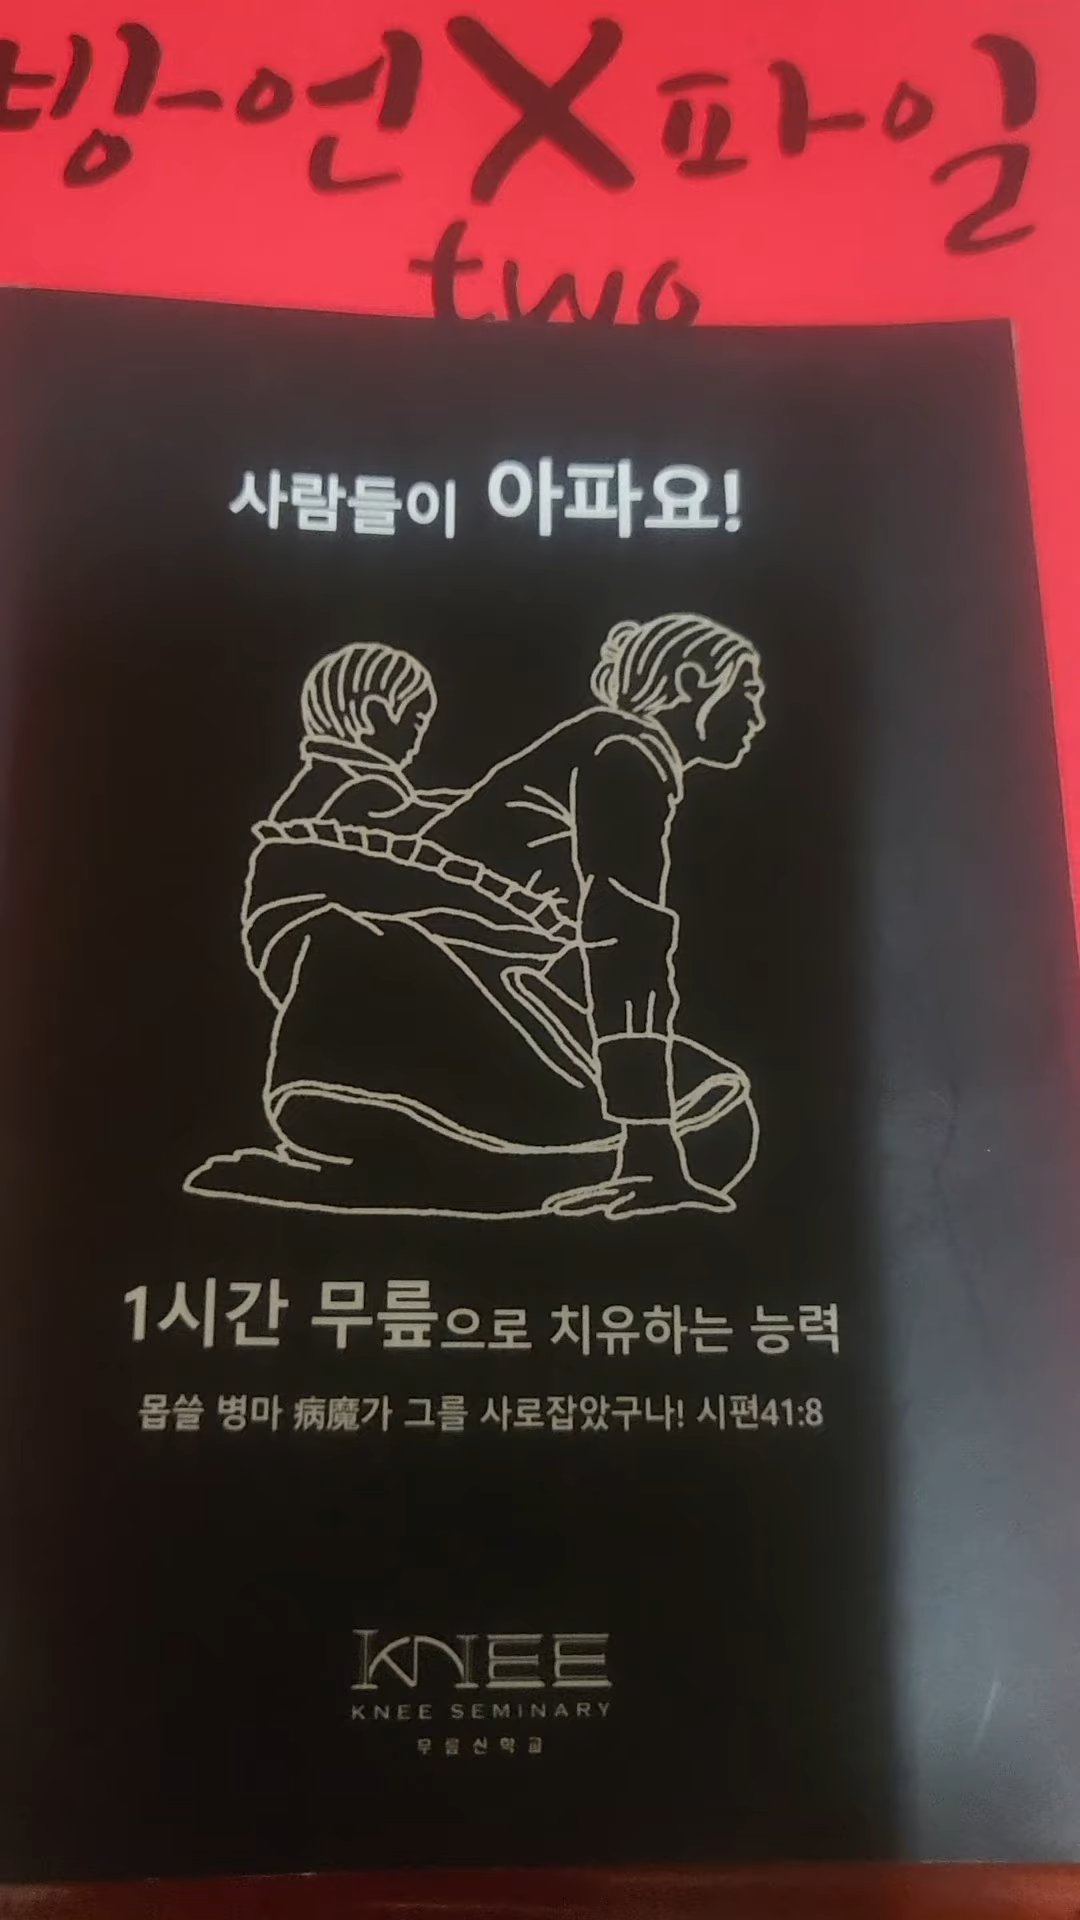 방언X파일
two
사람들이 아파요!
1시간 무릎으로 치유하는 능력
몹쓸 병마 病魔가 그를 사로잡았구나! 시편41:8
KNEE
KNEE SEMINARY
무릎신학교